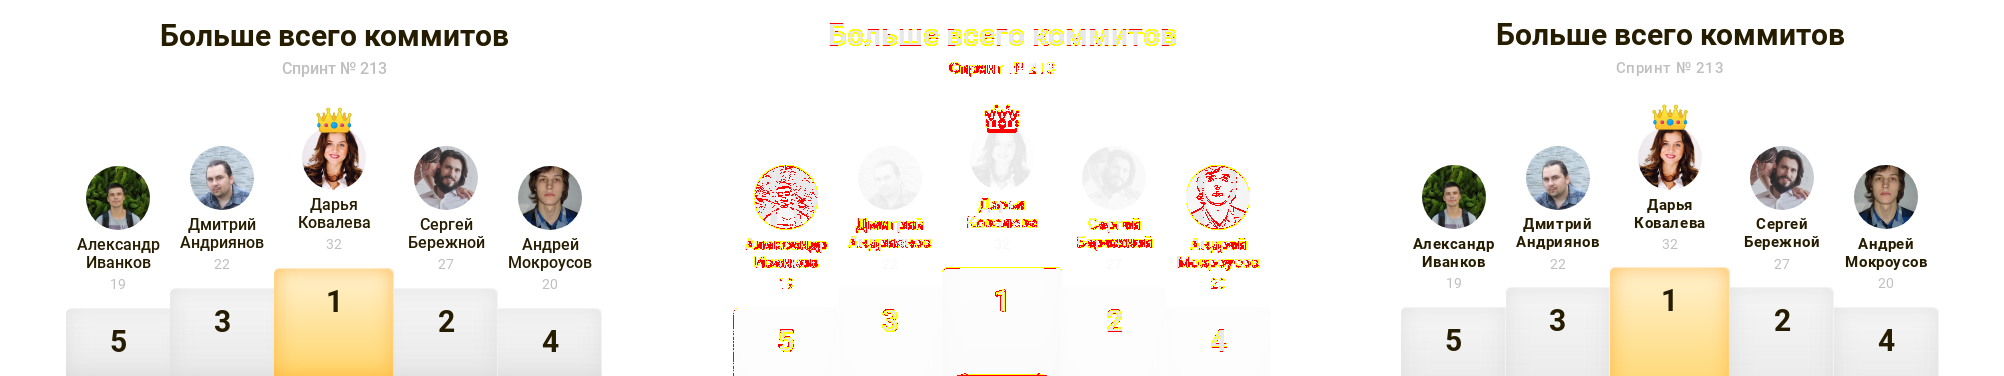 Больше всего коммитов
Спринт № 213
Дарья
Ковалева
32
Дмитрий
Андриянов
22
Сергей
Бережной
27
Александр
Иванков
19
Андрей
Мокроусов
20
5
3
1
2
4
Больше всего коммитов
Спринт № 213
Дарья
Ковалева
32
Дмитрий
Андриянов
22
Сергей
Бережной
27
Александр
Иванков
19
Андрей
Мокроусов
20
5
3
1
2
4
Больше всего коммитов
Спринт № 213
Дарья
Ковалева
32
Дмитрий
Андриянов
22
Сергей
Бережной
27
Александр
Иванков
19
Андрей
Мокроусов
20
5
3
1
2
4